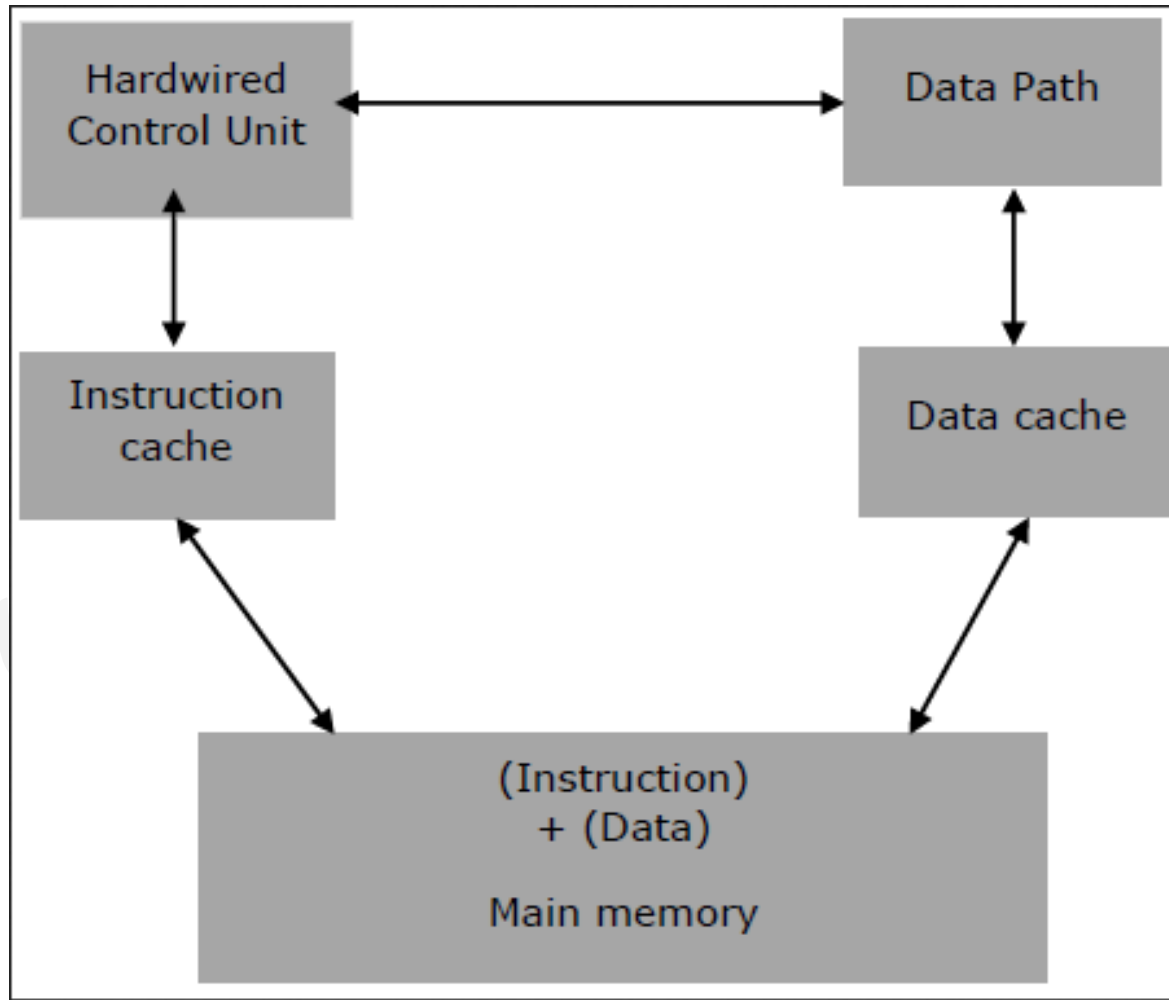 Hardwired
Control Unit
Data Path
Instruction
cache
Data cache
(Instruction)
+ (Data)
Main memory